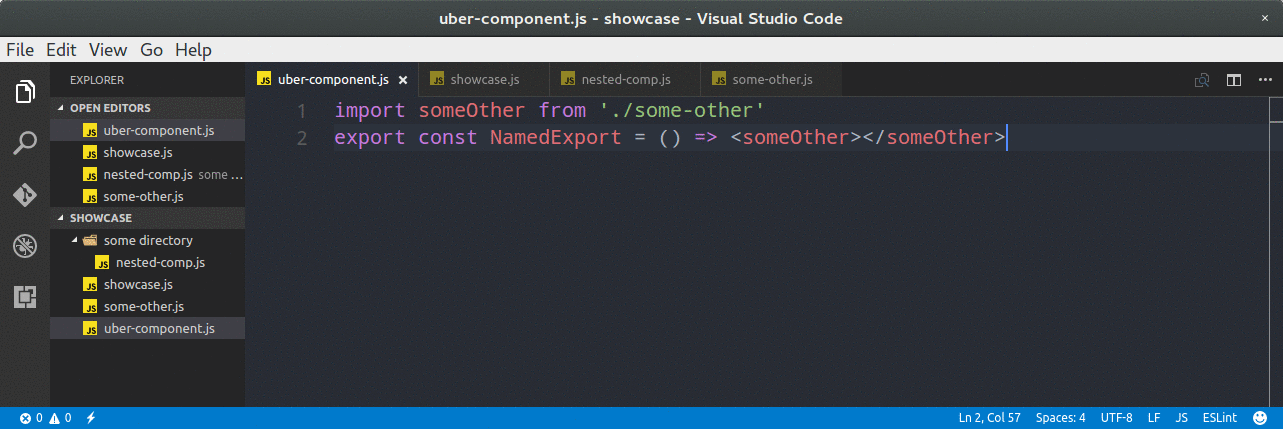 uber-component.js - showcase - Visual Studio Code ×
File Edit View Go Help
EXPLORER
OPEN EDITORS
JS uber-component.js
JS showcase.js
JS nested-comp.js some ...
JS some-other.js
SHOWCASE
some directory
JS nested-comp.js
JS showcase.js
JS some-other.js
JS uber-component.js
JS uber-component.js × JS showcase.js JS nested-comp.js JS some-other.js ...
1 import someOther from './some-other'
2 export const NamedExport = () => <someOther></someOther>
0 0 Ln 2, Col 57 Spaces: 4 UTF-8 LF JS ESLint